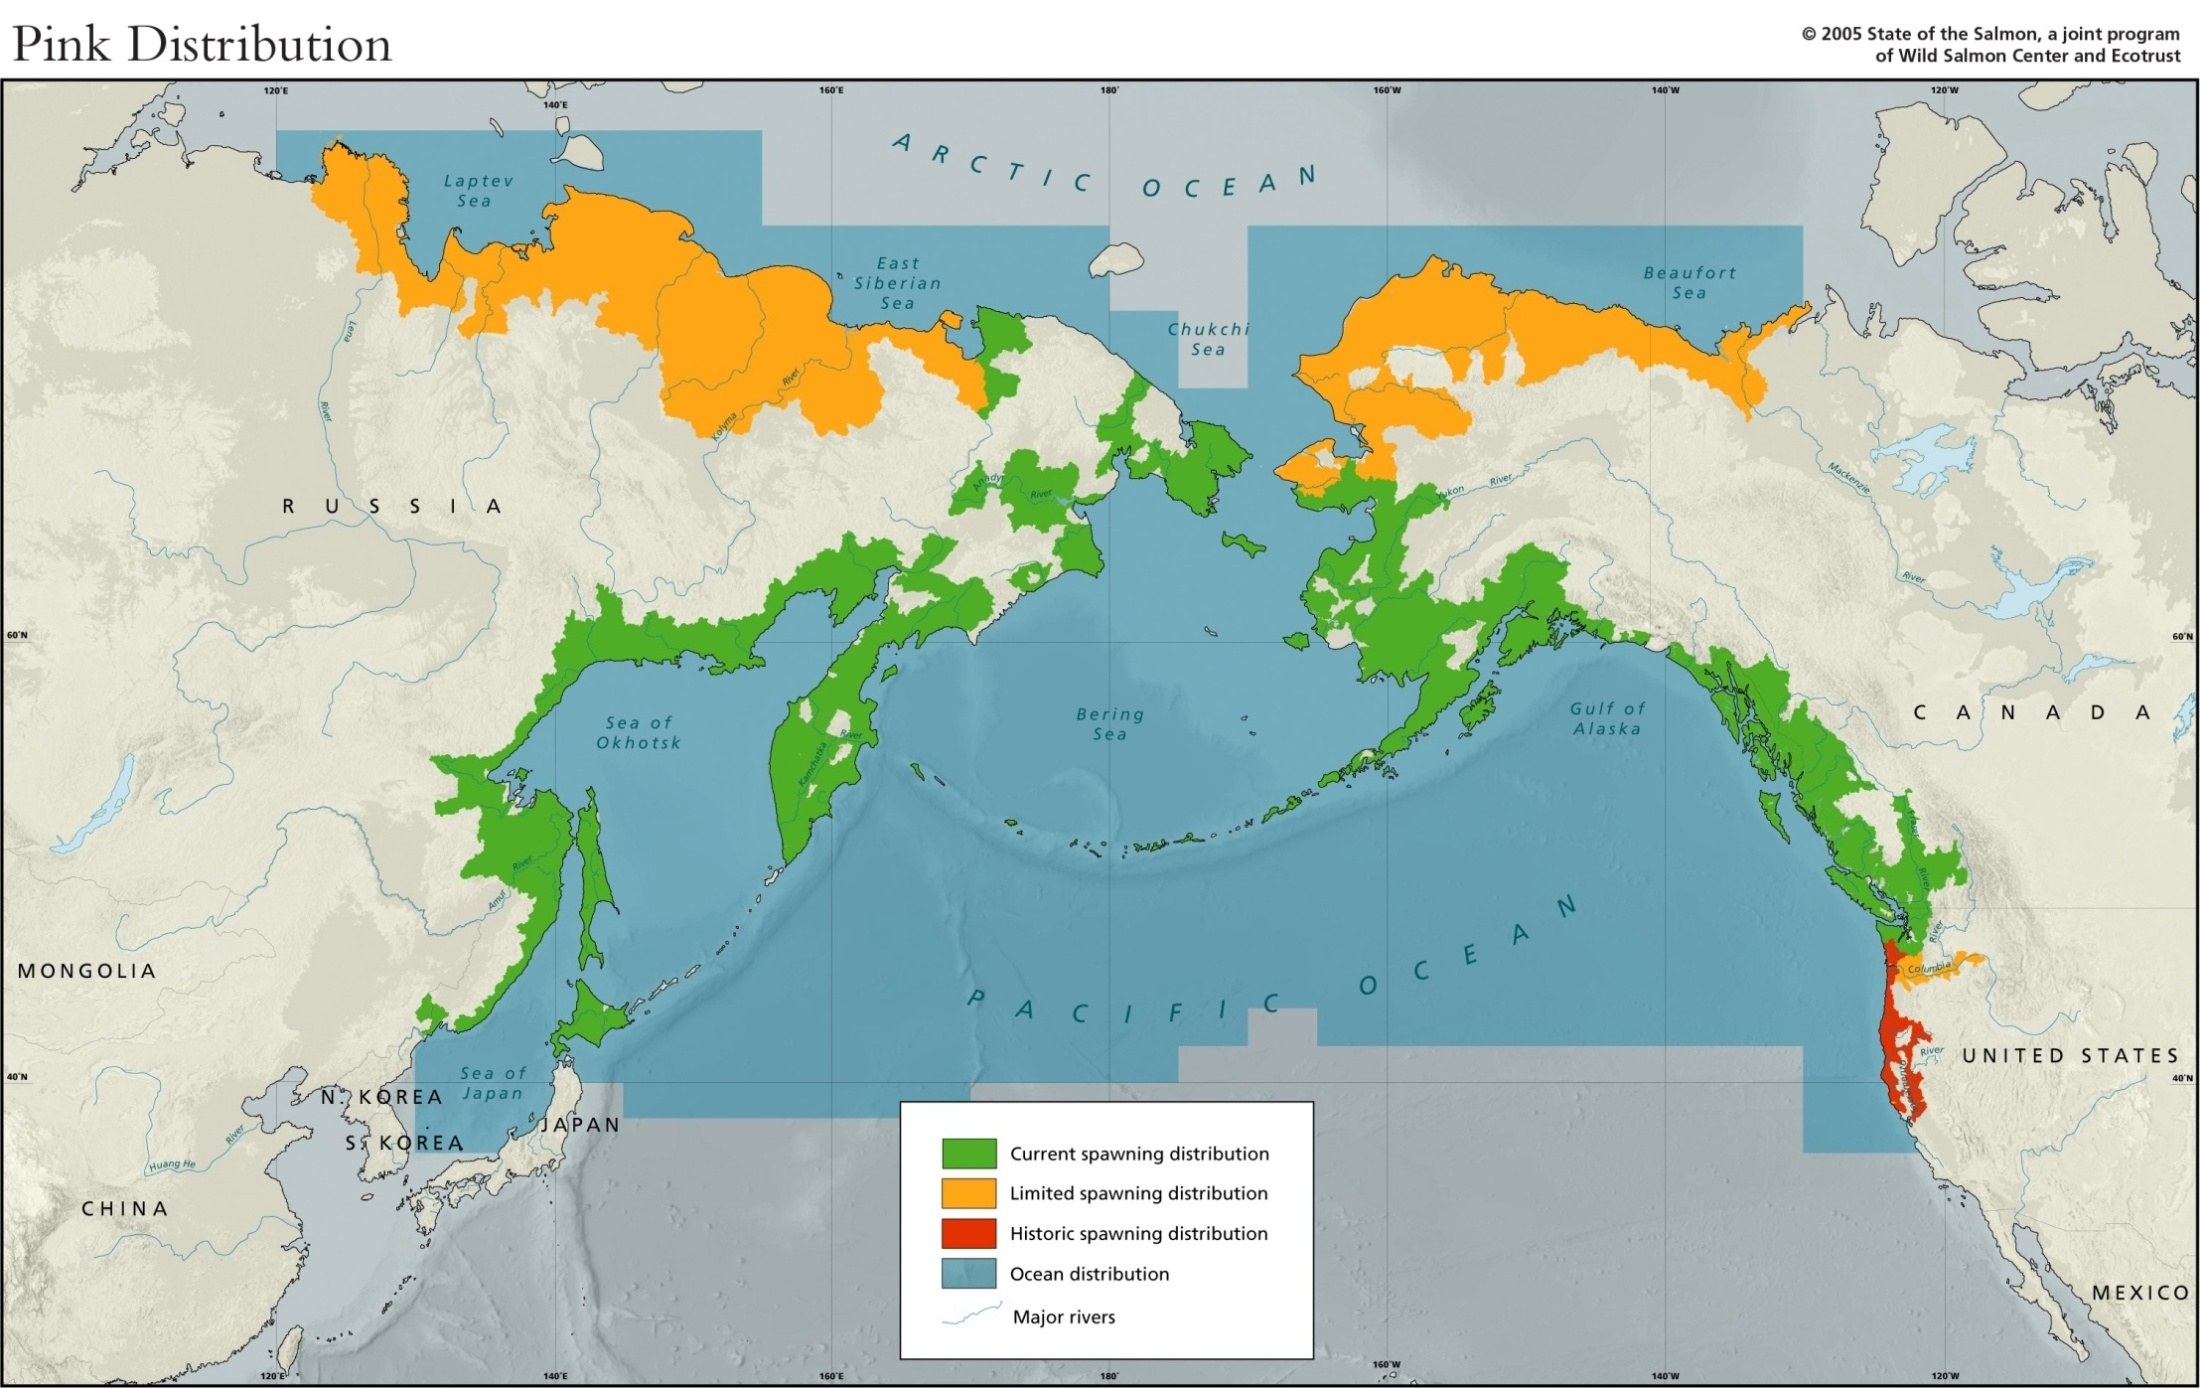 Pink Distribution
© 2005 State of the Salmon, a joint program
of Wild Salmon Center and Ecotrust
120°E
140°E
160°E
180°
160°W
140°W
120°W
ARCTIC OCEAN
Laptev
Sea
East
Siberian
Sea
Chukchi
Sea
Beaufort
Sea
Lena
River
Kolyma
River
Anadyr
River
Yukon
River
Mackenzie
River
RUSSIA
60°N
60°N
Sea of
Okhotsk
Kamchatka
River
Bering
Sea
Gulf of
Alaska
CANADA
Amur
River
Fraser
River
MONGOLIA
PACIFIC OCEAN
Columbia
River
40°N
40°N
N. KOREA
S. KOREA
Sea of
Japan
JAPAN
River
UNITED STATES
Huang He
River
CHINA
MEXICO
Current spawning distribution
Limited spawning distribution
Historic spawning distribution
Ocean distribution
Major rivers
120°E
140°E
160°E
180°
160°W
140°W
120°W